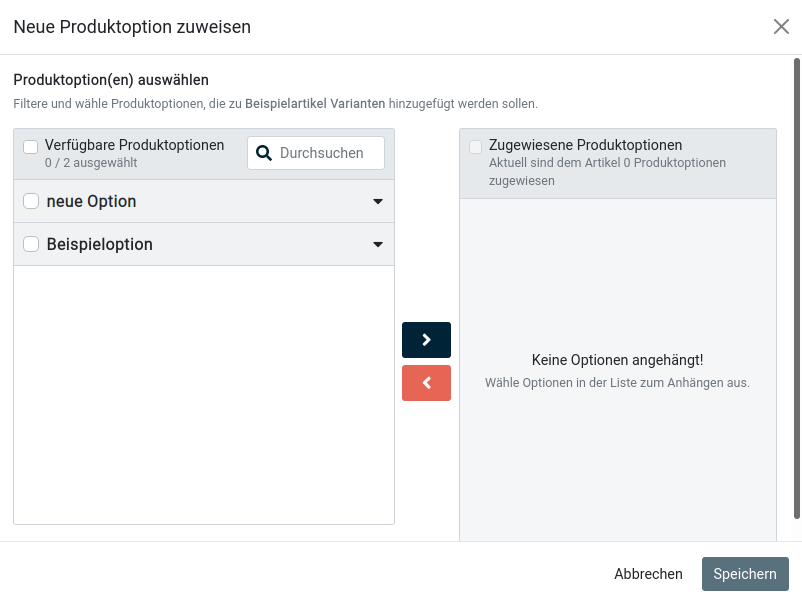 Neue Produktoption zuweisen
Produktoption(en) auswählen
Filtere und wähle Produktoptionen, die zu Beispielartikel Varianten hinzugefügt werden sollen.
Verfügbare Produktoptionen
0 / 2 ausgewählt
Durchsuchen
neue Option
Beispieloption
Zugewiesene Produktoptionen
Aktuell sind dem Artikel 0 Produktoptionen
zugewiesen
Keine Optionen angehängt!
Wähle Optionen in der Liste zum Anhängen aus.
Abbrechen
Speichern